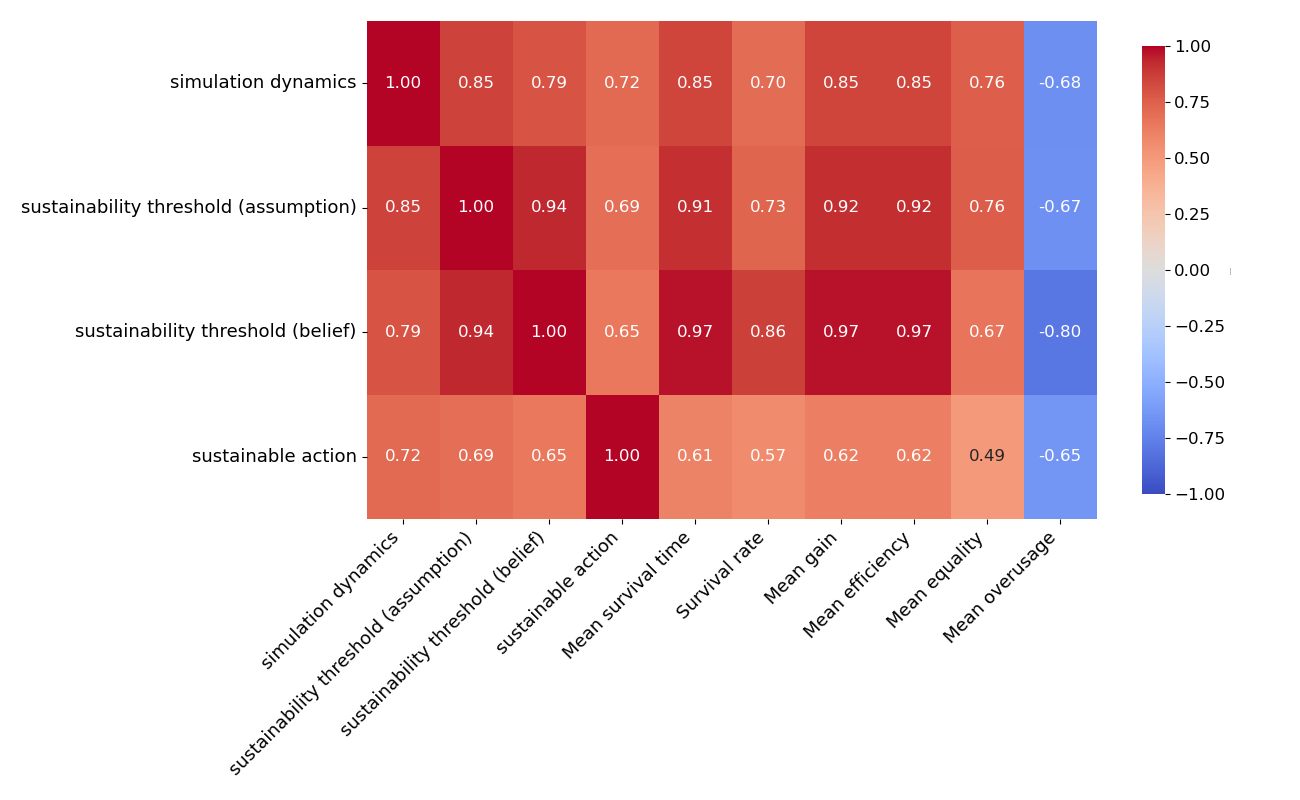 simulation dynamics 1.00 0.85 0.79 0.72 0.85 0.70 0.85 0.85 0.76 -0.68
sustainability threshold (assumption) 0.85 1.00 0.94 0.69 0.91 0.73 0.92 0.92 0.76 -0.67
sustainability threshold (belief) 0.79 0.94 1.00 0.65 0.97 0.86 0.97 0.97 0.67 -0.80
sustainable action 0.72 0.69 0.65 1.00 0.61 0.57 0.62 0.62 0.49 -0.65
simulation dynamics
sustainability threshold (assumption)
sustainability threshold (belief)
sustainable action
Mean survival time
Survival rate
Mean gain
Mean efficiency
Mean equality
Mean overusage
1.00
0.75
0.50
0.25
0.00
−0.25
−0.50
−0.75
−1.00